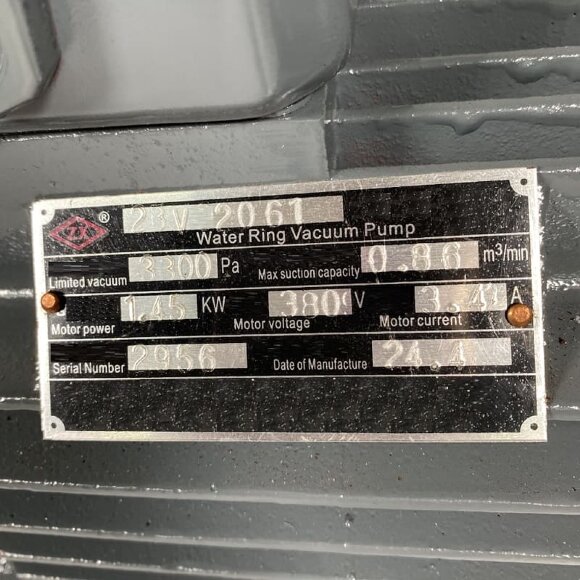 ZX ®
2BV 2061
Water Ring Vacuum Pump
Limited vacuum 3300 Pa Max suction capacity 0.86 m³/min
Motor power 1.45 KW Motor voltage 380 V Motor current A
Serial Number 2956 Date of Manufacture 24.4